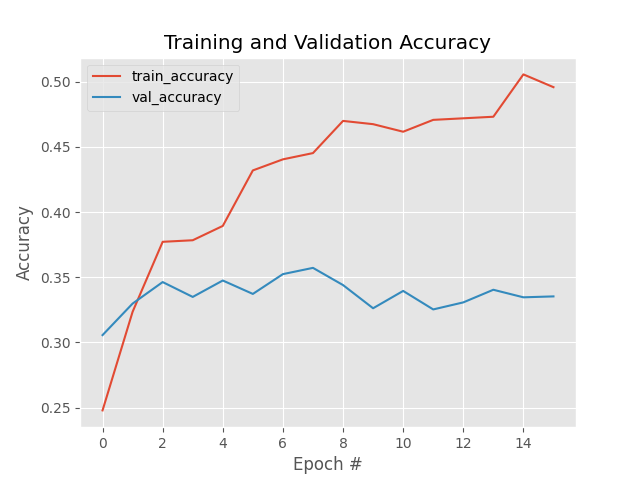 Training and Validation Accuracy
train_accuracy
val_accuracy
Accuracy
0.50
0.45
0.40
0.35
0.30
0.25
0 2 4 6 8 10 12 14
Epoch #